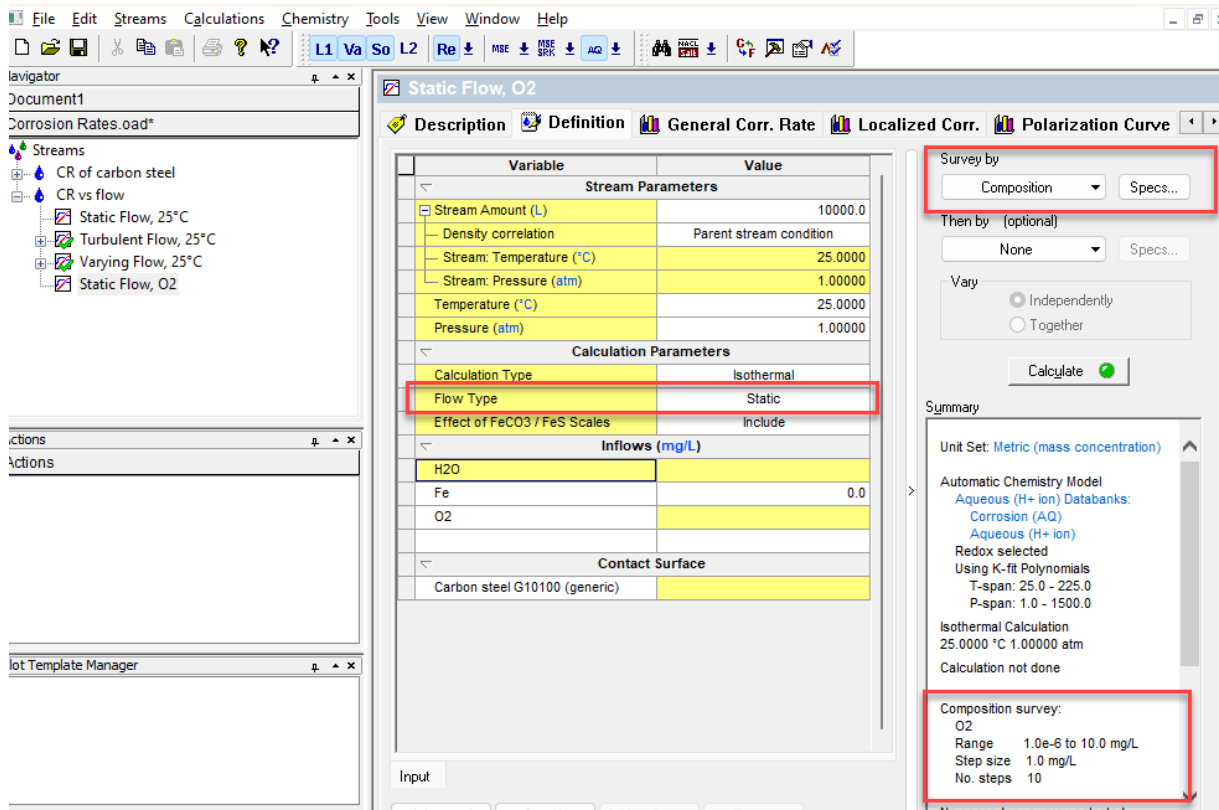 File Edit Streams Calculations Chemistry Tools View Window Help
L1 Va So L2 Re MSE MSE SRK AQ NACL Salt C F
Navigator
Document1
Corrosion Rates.oad*
Streams
CR of carbon steel
CR vs flow
Static Flow, 25°C
Turbulent Flow, 25°C
Varying Flow, 25°C
Static Flow, O2
Actions
Actions
lot Template Manager
Static Flow, O2
Description Definition General Corr. Rate Localized Corr. Polarization Curve
Variable Value
Stream Parameters
Stream Amount (L) 10000.0
Density correlation Parent stream condition
Stream: Temperature (°C) 25.0000
Stream: Pressure (atm) 1.00000
Temperature (°C) 25.0000
Pressure (atm) 1.00000
Calculation Parameters
Calculation Type Isothermal
Flow Type Static
Effect of FeCO3 / FeS Scales Include
Inflows (mg/L)
H2O
Fe 0.0
O2
Contact Surface
Carbon steel G10100 (generic)
Input
Survey by
Composition Specs...
Then by (optional)
None Specs...
Vary
Independently
Together
Calculate
Summary
Unit Set: Metric (mass concentration)
Automatic Chemistry Model
Aqueous (H+ ion) Databanks:
Corrosion (AQ)
Aqueous (H+ ion)
Redox selected
Using K-fit Polynomials
T-span: 25.0 - 225.0
P-span: 1.0 - 1500.0
Isothermal Calculation
25.0000 °C 1.00000 atm
Calculation not done
Composition survey:
O2
Range 1.0e-6 to 10.0 mg/L
Step size 1.0 mg/L
No. steps 10